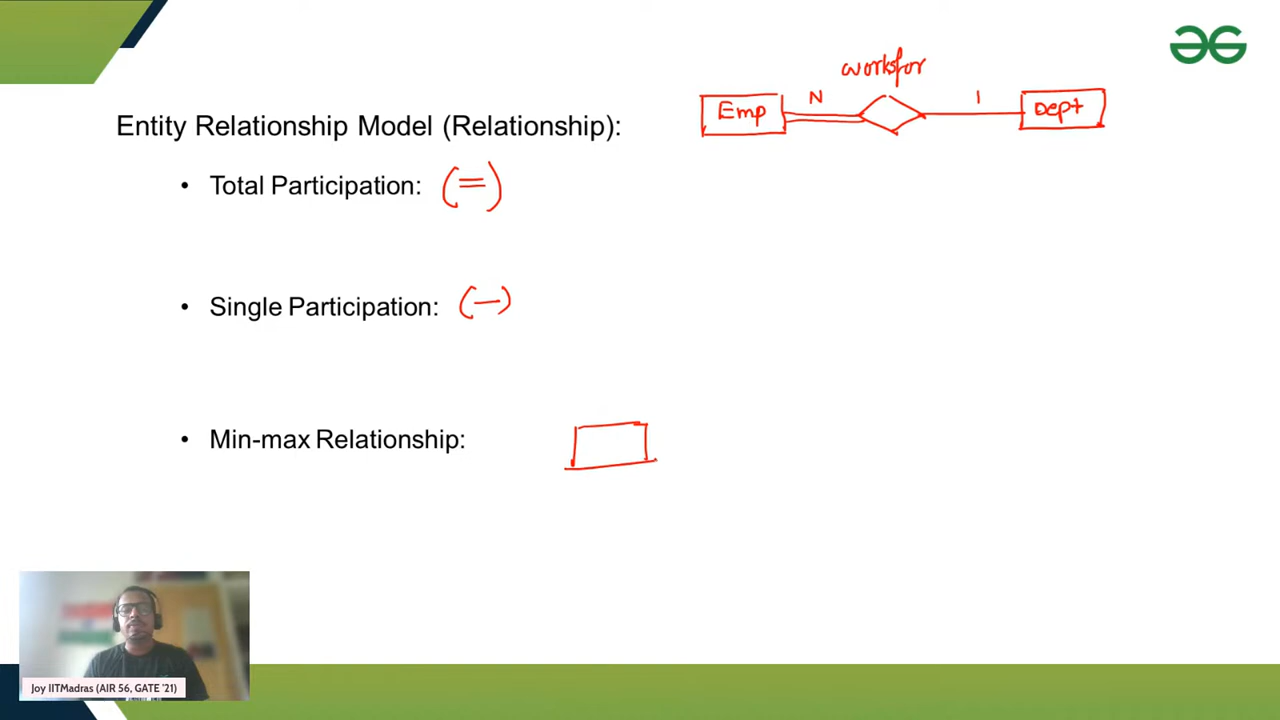 worksfor
Emp N 1 Dept
Entity Relationship Model (Relationship):
• Total Participation: (=)
• Single Participation: (—)
• Min-max Relationship:
Joy IITMadras (AIR 56, GATE '21)